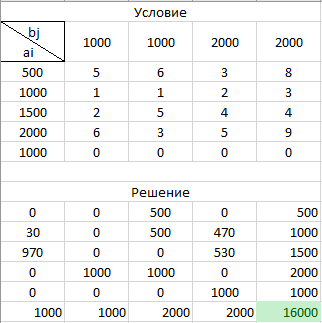 Условие
bj 1000 1000 2000 2000
ai
500 5 6 3 8
1000 1 1 2 3
1500 2 5 4 4
2000 6 3 5 9
1000 0 0 0 0
Решение
0 0 500 0 500
30 0 500 470 1000
970 0 0 530 1500
0 1000 1000 0 2000
0 0 0 1000 1000
1000 1000 2000 2000 16000